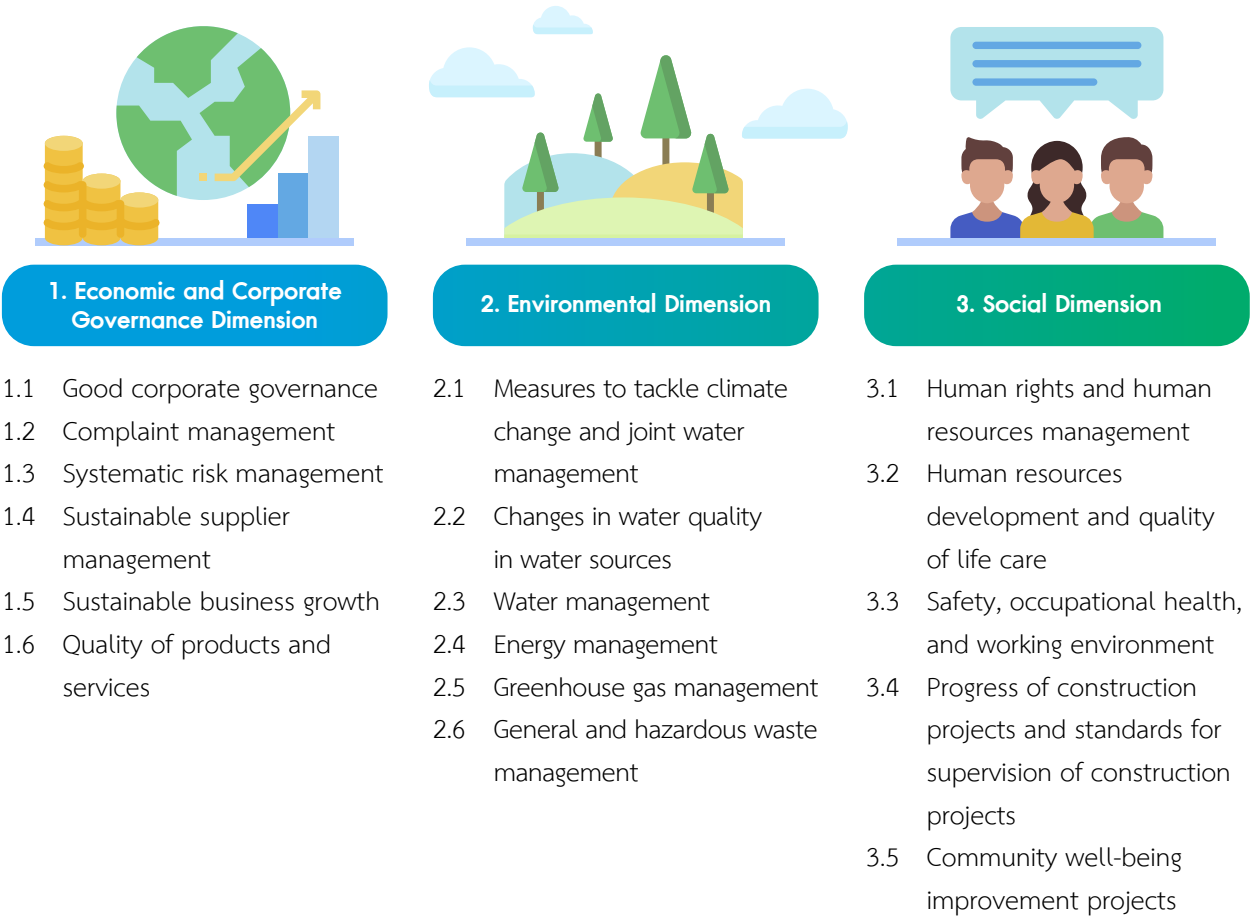 1. Economic and Corporate
Governance Dimension
1.1 Good corporate governance
1.2 Complaint management
1.3 Systematic risk management
1.4 Sustainable supplier
management
1.5 Sustainable business growth
1.6 Quality of products and
services
2. Environmental Dimension
2.1 Measures to tackle climate
change and joint water
management
2.2 Changes in water quality
in water sources
2.3 Water management
2.4 Energy management
2.5 Greenhouse gas management
2.6 General and hazardous waste
management
3. Social Dimension
3.1 Human rights and human
resources management
3.2 Human resources
development and quality
of life care
3.3 Safety, occupational health,
and working environment
3.4 Progress of construction
projects and standards for
supervision of construction
projects
3.5 Community well-being
improvement projects